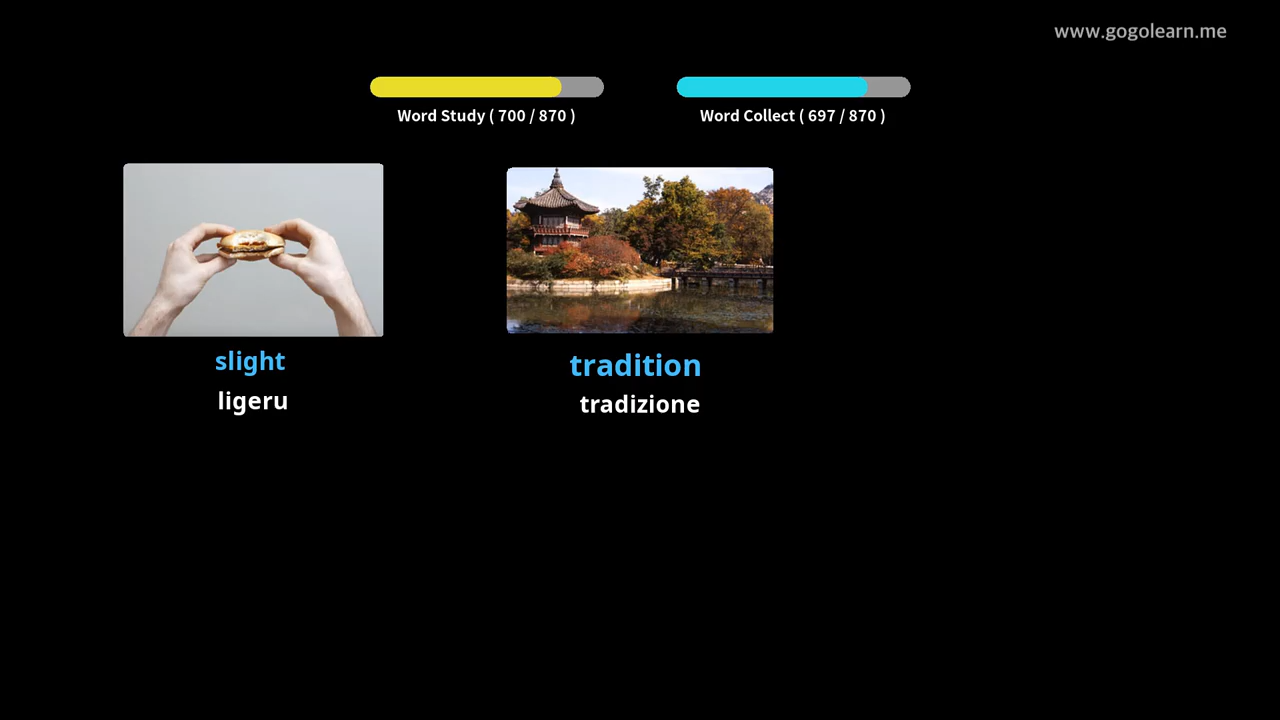 www.gogolearn.me
Word Study ( 700 / 870 )
Word Collect ( 697 / 870 )
slight
ligeru
tradition
tradizione